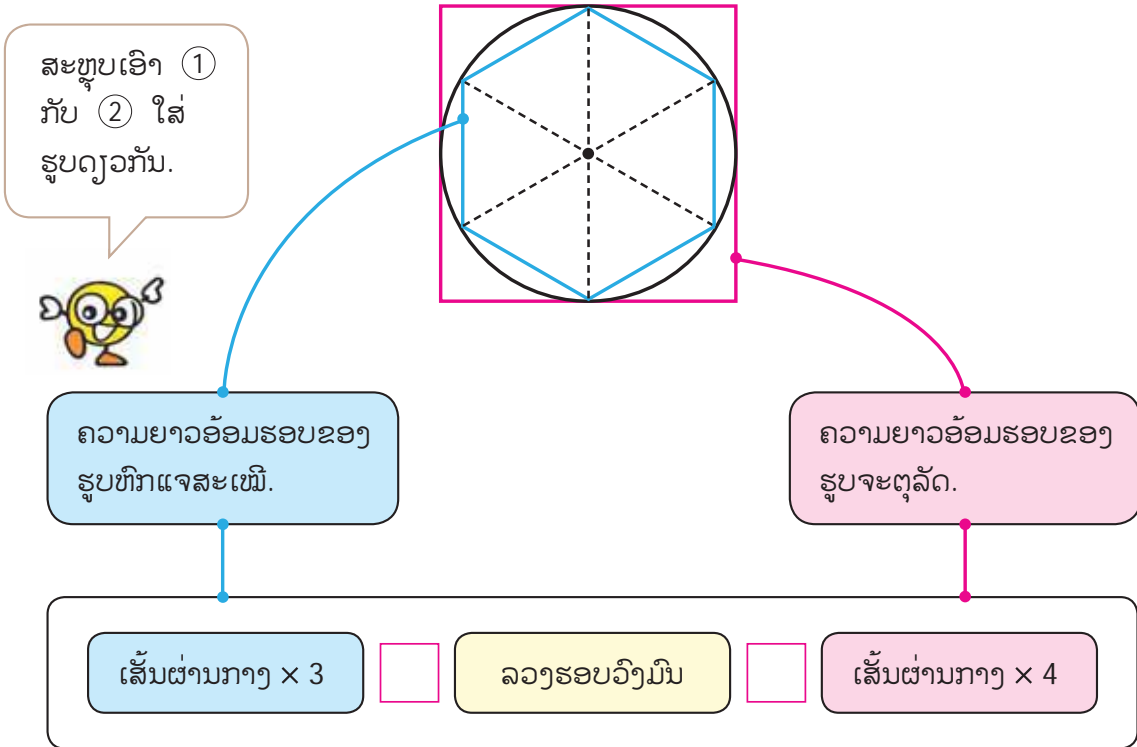 ສະຫຼຸບເອົາ ①
ກັບ ② ໃສ່
ຮູບດຽວກັນ.
ຄວາມຍາວອ້ອມຮອບຂອງ
ຮູບຫົກແຈສະເໝີ.
ຄວາມຍາວອ້ອມຮອບຂອງ
ຮູບຈະຕຸລັດ.
ເສັ້ນຜ່ານກາງ × 3
ລວງຮອບວົງມົນ
ເສັ້ນຜ່ານກາງ × 4